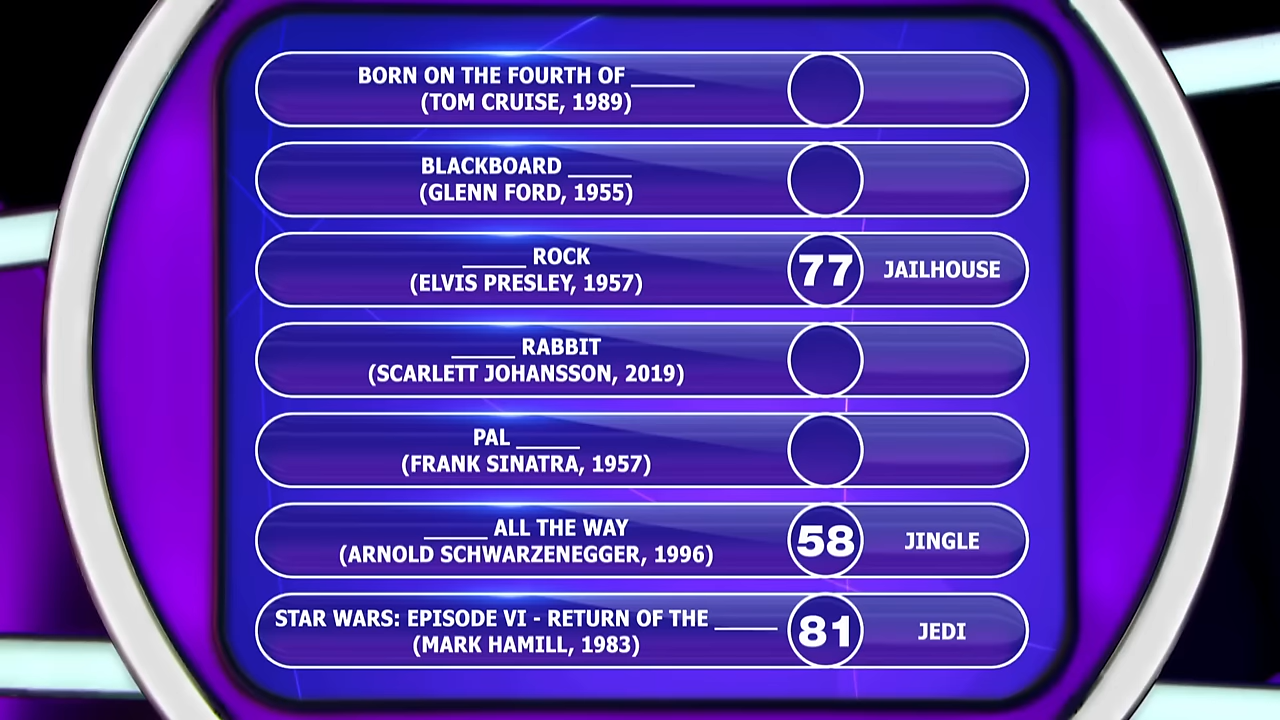 BORN ON THE FOURTH OF _____
(TOM CRUISE, 1989)
BLACKBOARD _____
(GLENN FORD, 1955)
_____ ROCK
(ELVIS PRESLEY, 1957)
77 JAILHOUSE
_____ RABBIT
(SCARLETT JOHANSSON, 2019)
PAL _____
(FRANK SINATRA, 1957)
_____ ALL THE WAY
(ARNOLD SCHWARZENEGGER, 1996)
58 JINGLE
STAR WARS: EPISODE VI - RETURN OF THE _____
(MARK HAMILL, 1983)
81 JEDI